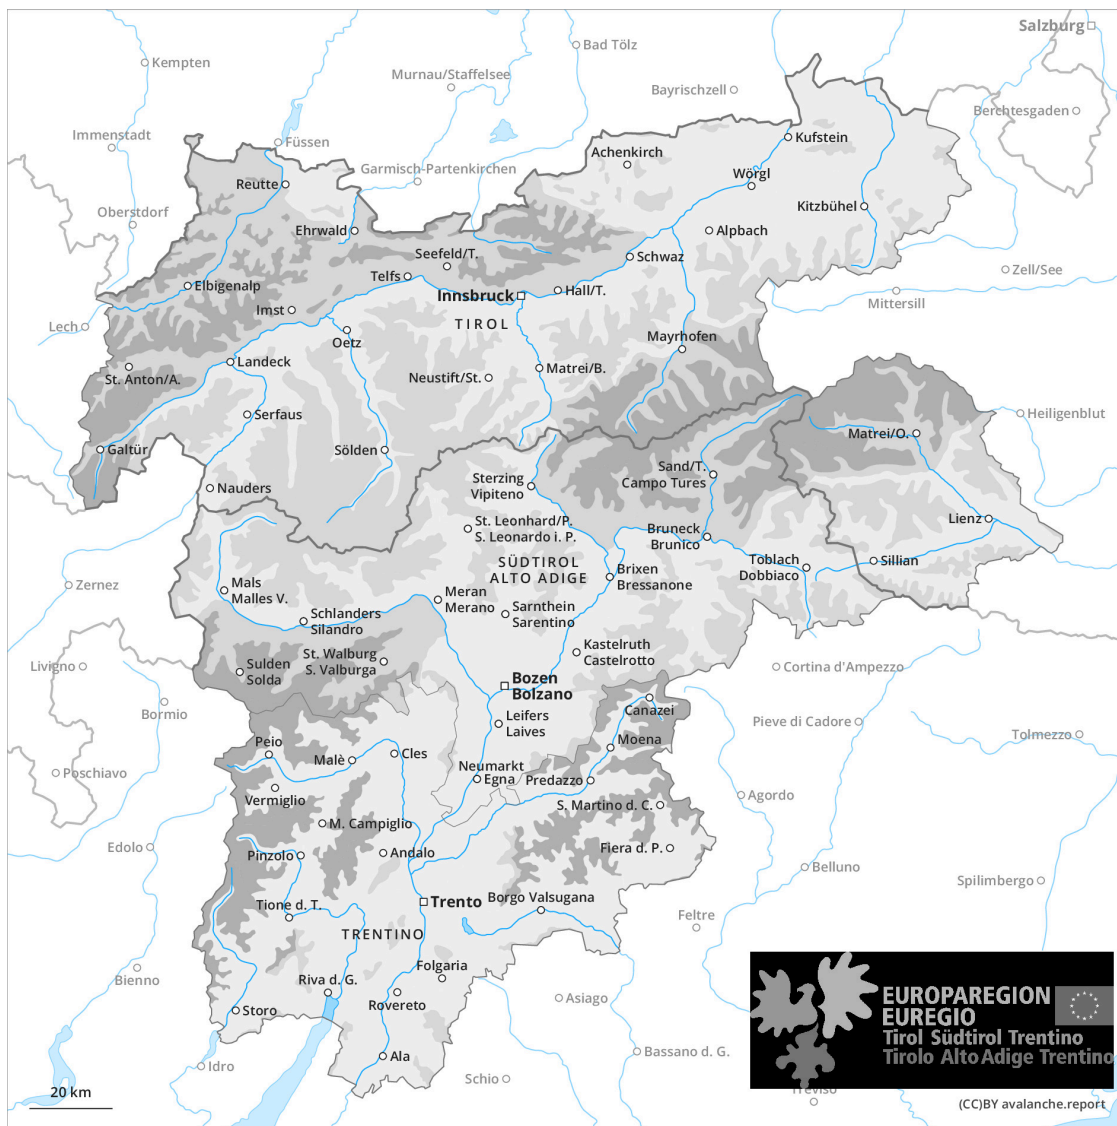 Salzburg
Bad Tölz
Kempten
Murnau/Staffelsee
Bayrischzell
Berchtesgaden
Immenstadt
Füssen
Kufstein
Achenkirch
Garmisch-Partenkirchen
Wörgl
Reutte
Oberstdorf
Kitzbühel
Ehrwald
Alpbach
Seefeld/T.
Schwaz
Zell/See
Telfs
Elbigenalp
Hall/T.
Innsbruck
Mittersill
Imst
TIROL
Lech
Oetz
Mayrhofen
Landeck
Matrei/B.
St. Anton/A.
Neustift/St.
Serfaus
Heiligenblut
Matrei/O.
Galtür
Sölden
Sand/T.
Campo Tures
Sterzing
Vipiteno
Nauders
Lienz
St. Leonhard/P.
S. Leonardo i. P.
Bruneck
Brunico
SÜDTIROL
ALTO ADIGE
Toblach
Dobbiaco
Sillian
Brixen
Bressanone
Zernez
Mals
Malles V.
Meran
Merano
Schlanders
Silandro
Sarnthein
Sarentino
Kastelruth
Castelrotto
St. Walburg
S. Valburga
Livigno
Sulden
Solda
Cortina d'Ampezzo
Bozen
Bolzano
Bormio
Canazei
Leifers
Laives
Pieve di Cadore
Tolmezzo
Peio
Moena
Malè
Cles
Poschiavo
Neumarkt
Egna
Predazzo
Vermiglio
Agordo
S. Martino d. C.
M. Campiglio
Edolo
Pinzolo
Andalo
Fiera d. P.
Belluno
Spilimbergo
Tione d. T.
Trento
Borgo Valsugana
Feltre
TRENTINO
Bienno
Folgaria
Riva d. G.
Rovereto
Asiago
Storo
EUROPAREGION
EUREGIO
Tirol Südtirol Trentino
Tirolo Alto Adige Trentino
Ala
Bassano d. G.
Idro
Schio
Treviso
20 km
(CC)BY avalanche.report